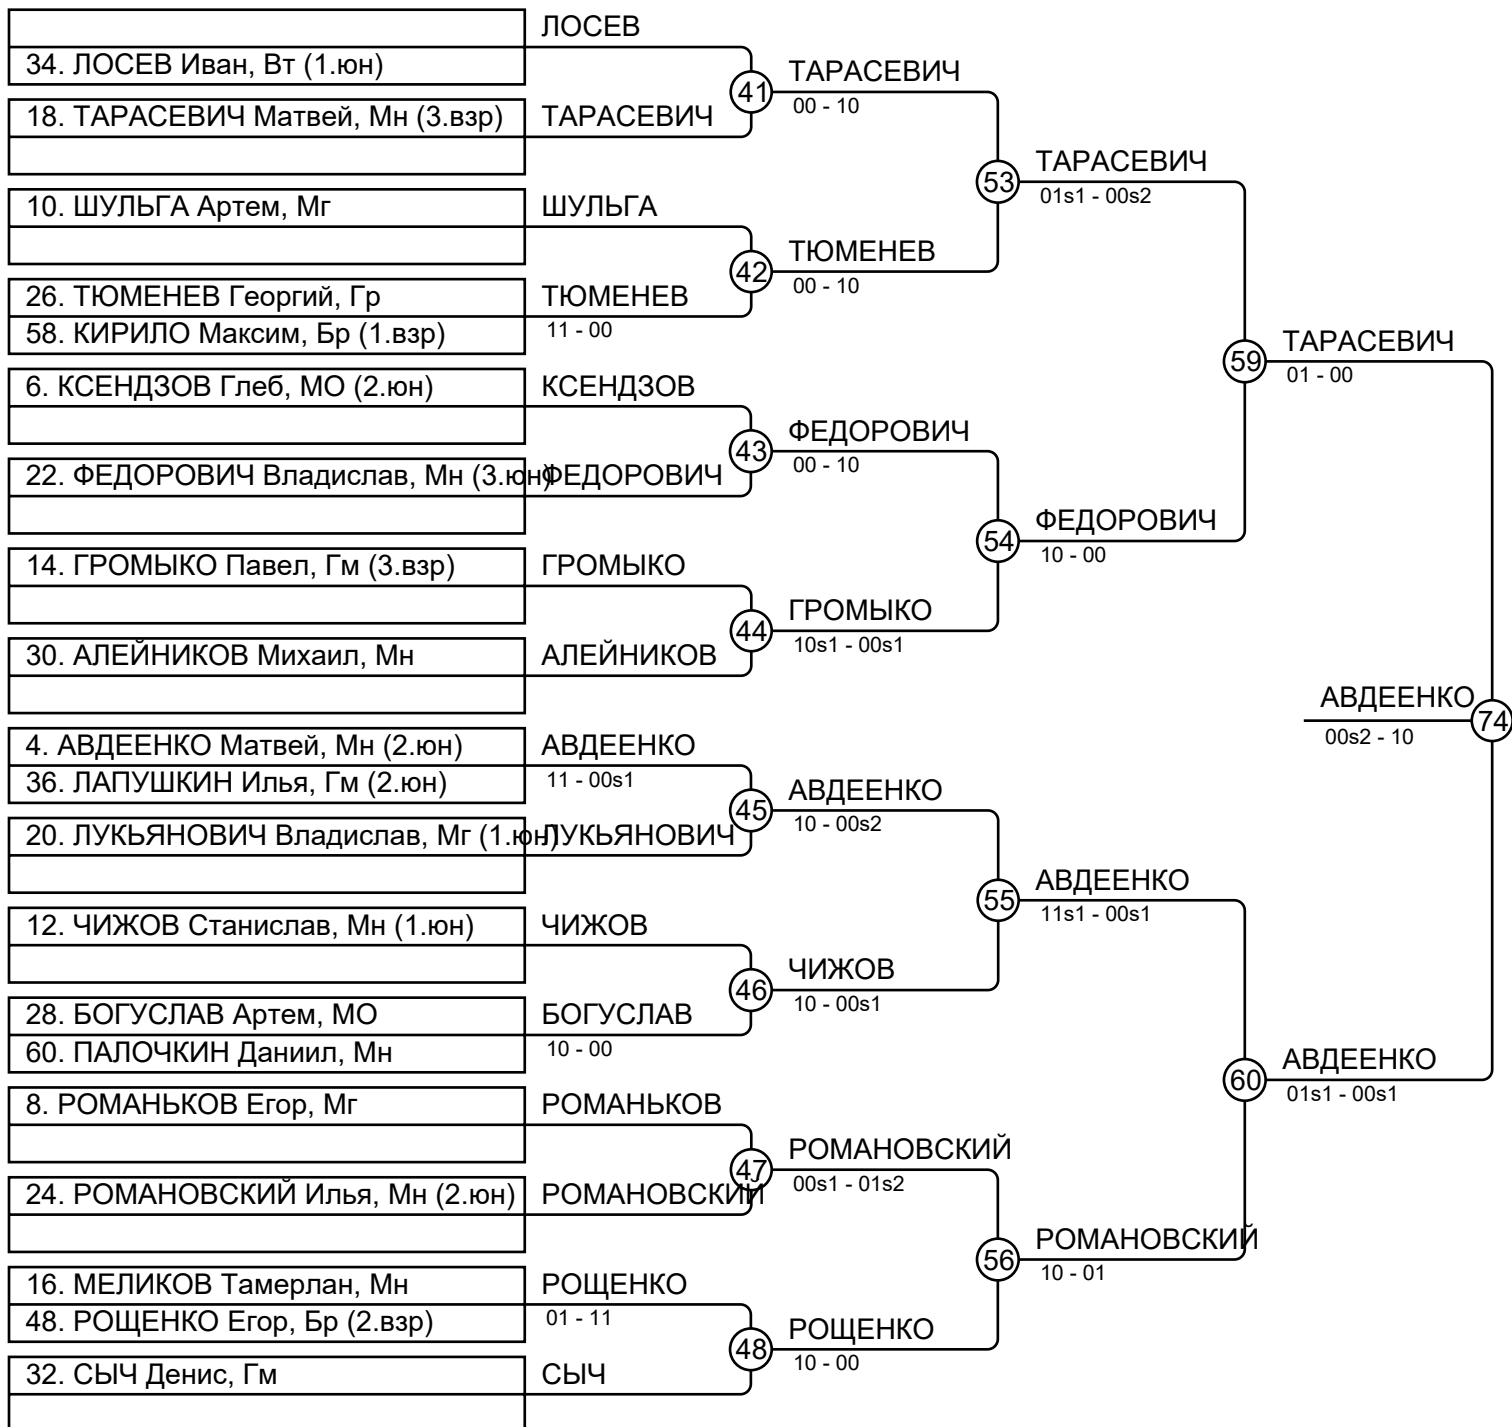 ЛОСЕВ
34. ЛОСЕВ Иван, Вт (1.юн)
41
ТАРАСЕВИЧ
00 - 10
18. ТАРАСЕВИЧ Матвей, Мн (3.взр)
ТАРАСЕВИЧ
53
ТАРАСЕВИЧ
01s1 - 00s2
10. ШУЛЬГА Артем, Мг
ШУЛЬГА
42
ТЮМЕНЕВ
00 - 10
26. ТЮМЕНЕВ Георгий, Гр
ТЮМЕНЕВ
58. КИРИЛО Максим, Бр (1.взр)
11 - 00
59
ТАРАСЕВИЧ
01 - 00
6. КСЕНДЗОВ Глеб, МО (2.юн)
КСЕНДЗОВ
43
ФЕДОРОВИЧ
00 - 10
22. ФЕДОРОВИЧ Владислав, Мн (3.юн)
ФЕДОРОВИЧ
54
ФЕДОРОВИЧ
10 - 00
14. ГРОМЫКО Павел, Гм (3.взр)
ГРОМЫКО
44
ГРОМЫКО
10s1 - 00s1
30. АЛЕЙНИКОВ Михаил, Мн
АЛЕЙНИКОВ
АВДЕЕНКО
74
00s2 - 10
4. АВДЕЕНКО Матвей, Мн (2.юн)
АВДЕЕНКО
36. ЛАПУШКИН Илья, Гм (2.юн)
11 - 00s1
45
АВДЕЕНКО
10 - 00s2
20. ЛУКЬЯНОВИЧ Владислав, Мг (1.юн)
ЛУКЬЯНОВИЧ
55
АВДЕЕНКО
11s1 - 00s1
12. ЧИЖОВ Станислав, Мн (1.юн)
ЧИЖОВ
46
ЧИЖОВ
10 - 00s1
28. БОГУСЛАВ Артем, МО
БОГУСЛАВ
60. ПАЛОЧКИН Даниил, Мн
10 - 00
60
АВДЕЕНКО
01s1 - 00s1
8. РОМАНЬКОВ Егор, Мг
РОМАНЬКОВ
47
РОМАНОВСКИЙ
00s1 - 01s2
24. РОМАНОВСКИЙ Илья, Мн (2.юн)
РОМАНОВСКИЙ
56
РОМАНОВСКИЙ
10 - 01
16. МЕЛИКОВ Тамерлан, Мн
РОЩЕНКО
48. РОЩЕНКО Егор, Бр (2.взр)
01 - 11
48
РОЩЕНКО
10 - 00
32. СЫЧ Денис, Гм
СЫЧ